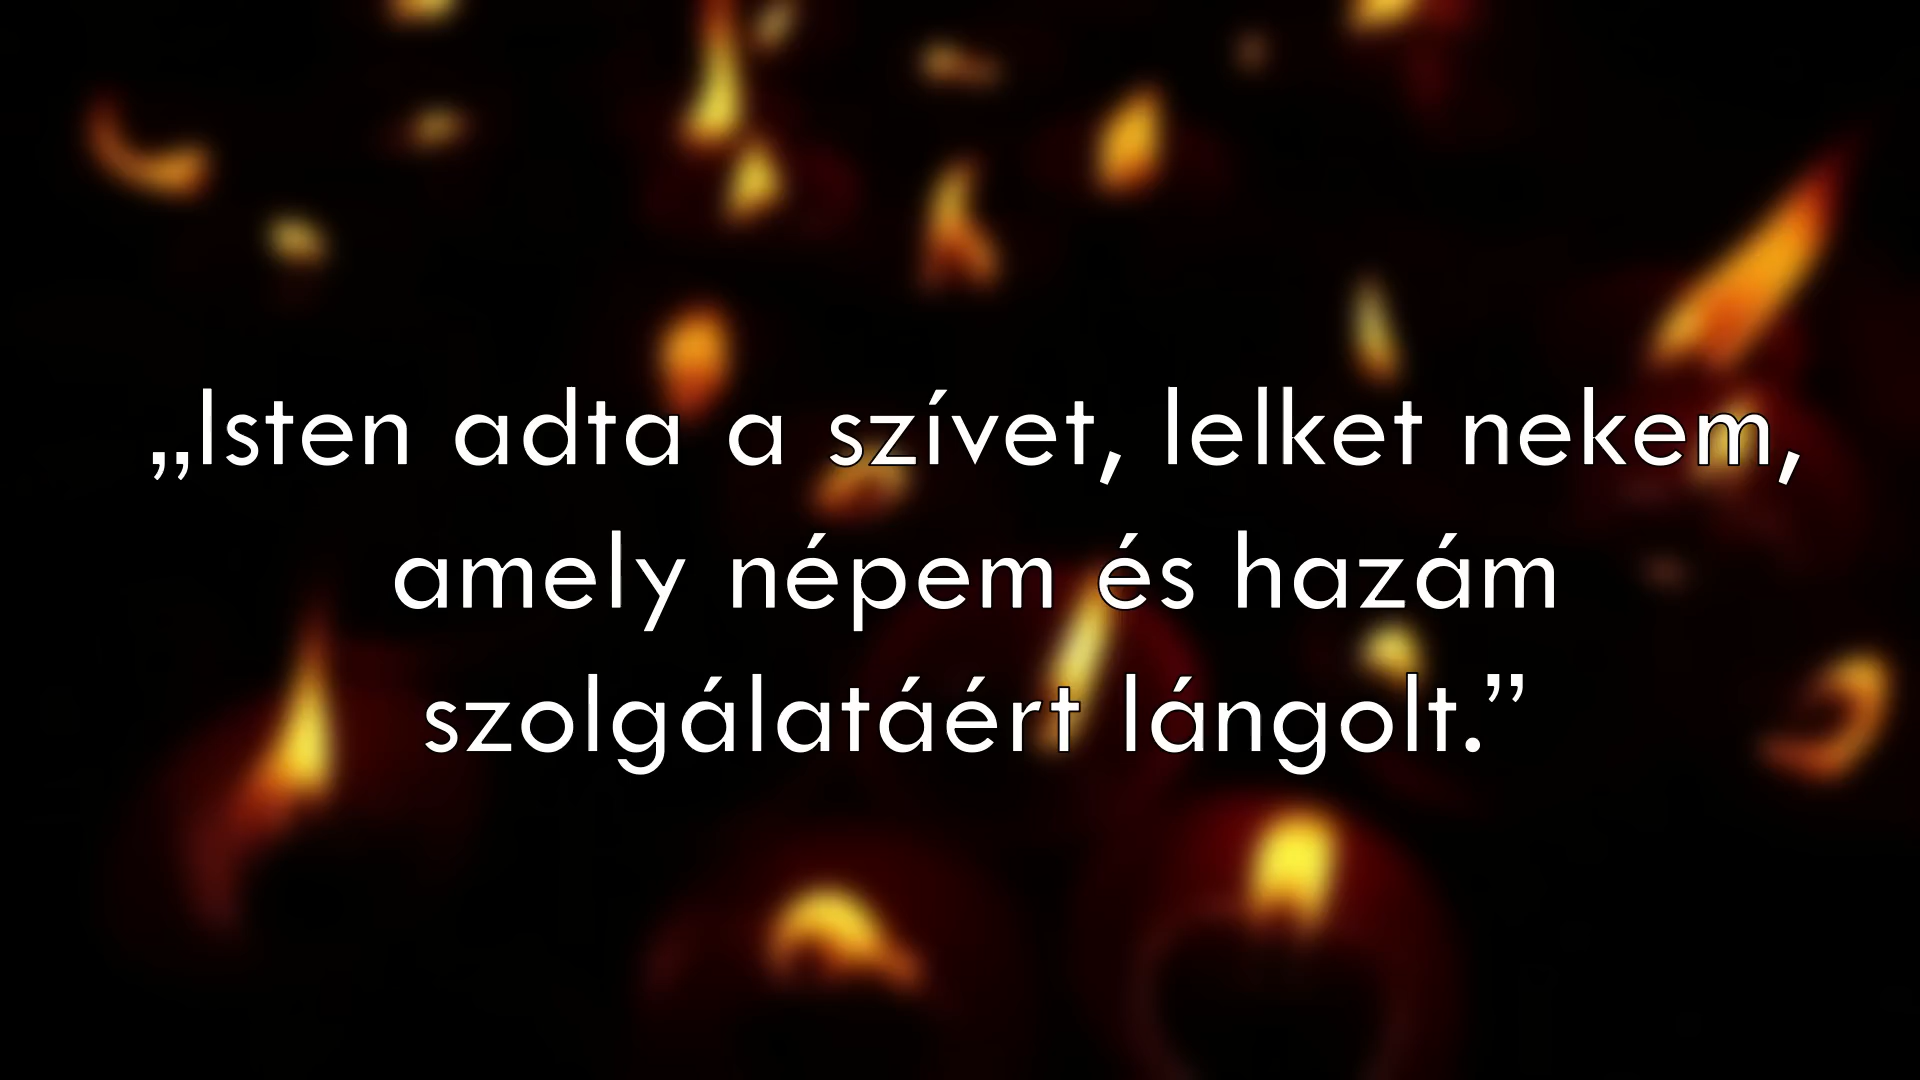 „Isten adta a szívet, lelket nekem,
amely népem és hazám
szolgálatáért lángolt.”